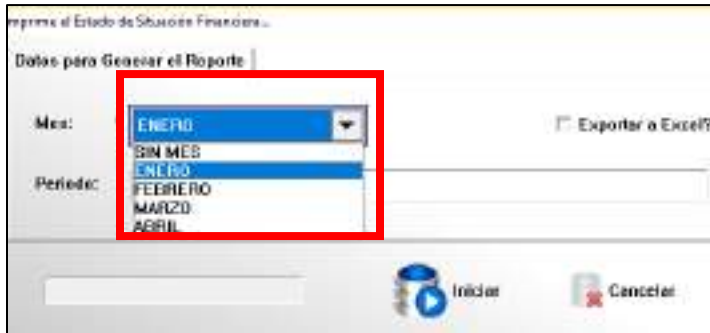 Imprime el Estado de Situación Financiera...
Datos para Generar el Reporte
Mes:
ENERO
Exportar a Excel?
SIN MES
ENERO
Periodo:
FEBRERO
MARZO
ABRIL
Iniciar
Cancelar